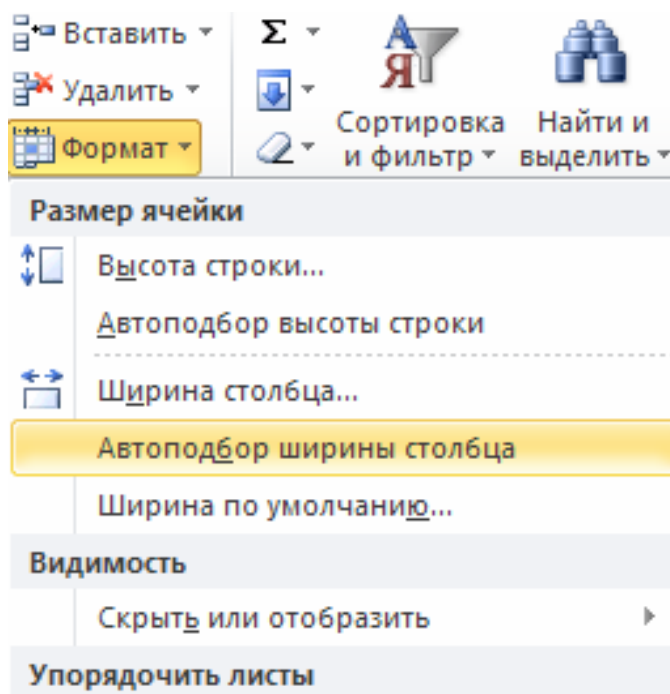 Вставить
Удалить
Формат
Σ
А
Я
Сортировка
и фильтр
Найти и
выделить
Размер ячейки
Высота строки...
Автоподбор высоты строки
Ширина столбца...
Автоподбор ширины столбца
Ширина по умолчанию...
Видимость
Скрыть или отобразить
Упорядочить листы